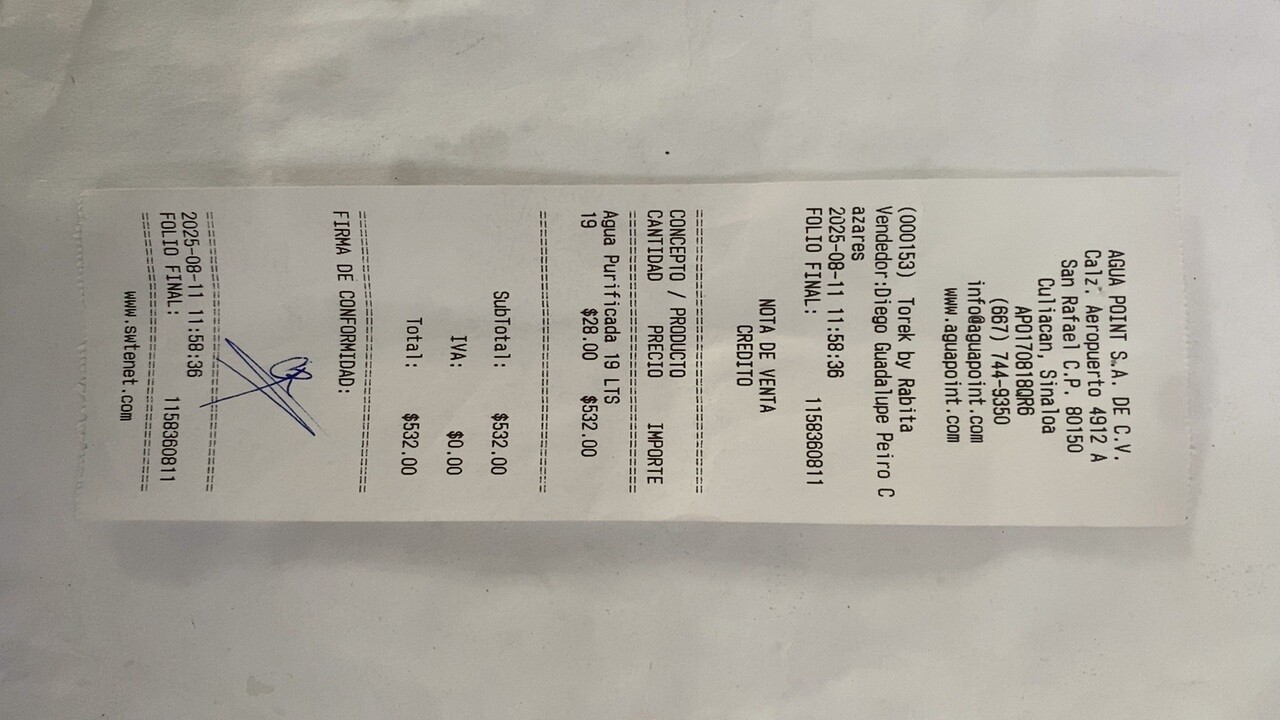 AGUA POINT S.A. DE C.V.
Calz. Aeropuerto 4912 A
San Rafael C.P. 80150
Culiacan, Sinaloa
APO170818QR6
(667) 744-9350
info@aguapoint.com
www.aguapoint.com
(000153) Torek by Rabita
Vendedor:Diego Guadalupe Peiro C
azares
2025-08-11 11:58:36
FOLIO FINAL: 1158360811
NOTA DE VENTA
CREDITO
================================
CONCEPTO / PRODUCTO
CANTIDAD PRECIO IMPORTE
================================
Agua Purificada 19 LTS
19 $28.00 $532.00
================================
SubTotal: $532.00
IVA: $0.00
Total: $532.00
================================
FIRMA DE CONFORMIDAD:
================================
2025-08-11 11:58:36
FOLIO FINAL: 1158360811
================================
www.swtenet.com